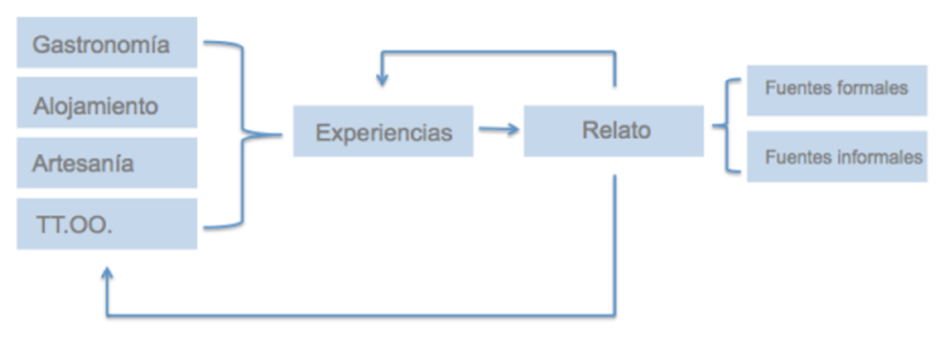 Gastronomía
Alojamiento
Artesanía
TT.OO.
Experiencias
Relato
Fuentes formales
Fuentes informales